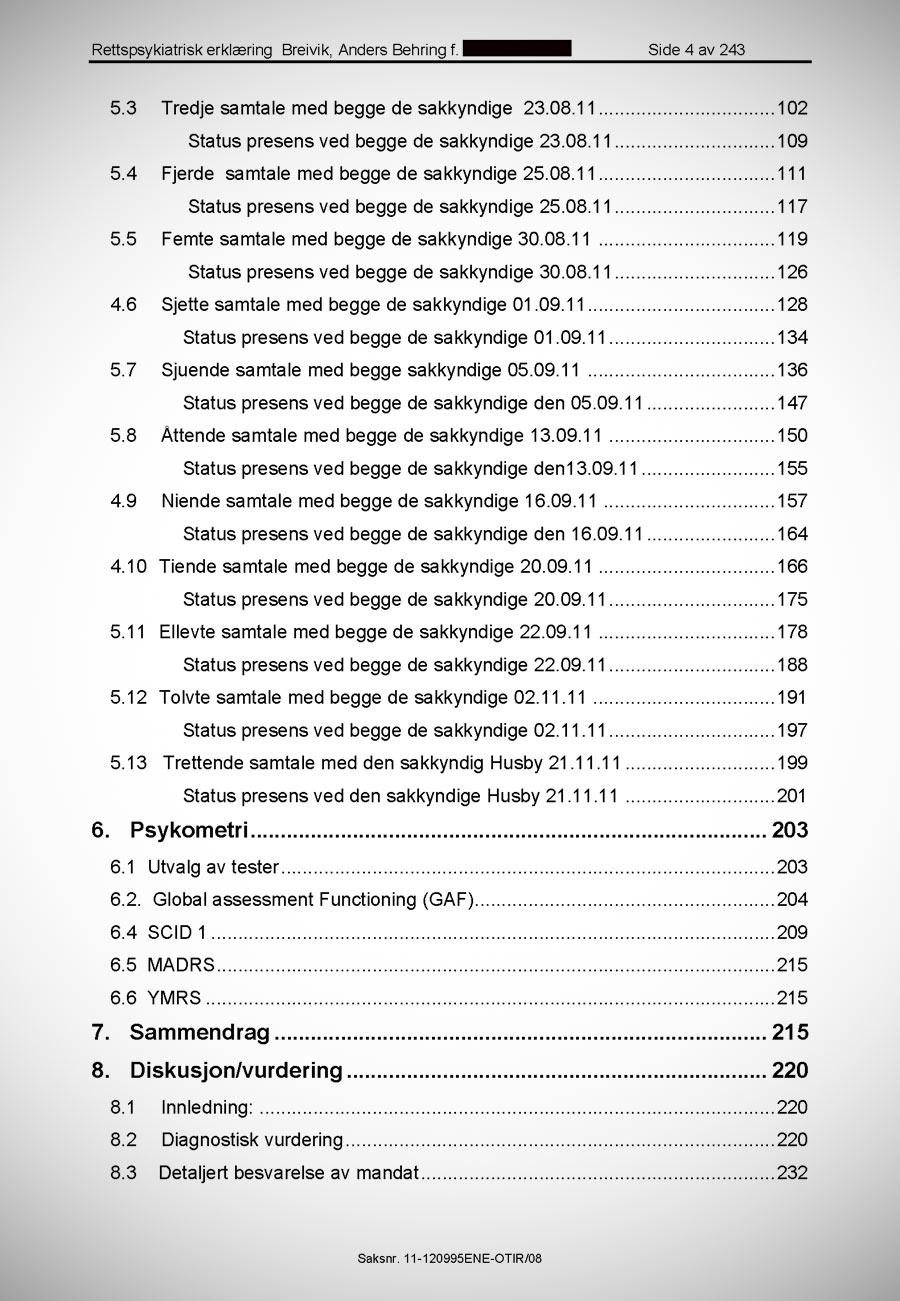 Rettspsykiatrisk erklæring  Breivik, Anders Behring f.  Side 4 av 243
5.3 Tredje samtale med begge de sakkyndige  23.08.11..................................102
Status presens ved begge de sakkyndige 23.08.11...............................109
5.4 Fjerde  samtale med begge de sakkyndige 25.08.11..................................111
Status presens ved begge de sakkyndige 25.08.11...............................117
5.5 Femte samtale med begge de sakkyndige 30.08.11 ..................................119
Status presens ved begge de sakkyndige 30.08.11...............................126
4.6 Sjette samtale med begge de sakkyndige 01.09.11....................................128
Status presens ved begge de sakkyndige 01.09.11................................134
5.7 Sjuende samtale med begge sakkyndige 05.09.11 ....................................136
Status presens ved begge de sakkyndige den 05.09.11.........................147
5.8 Åttende samtale med begge de sakkyndige 13.09.11 ................................150
Status presens ved begge de sakkyndige den13.09.11..........................155
4.9 Niende samtale med begge de sakkyndige 16.09.11 .................................157
Status presens ved begge de sakkyndige den 16.09.11.........................164
4.10 Tiende samtale med begge de sakkyndige 20.09.11 ..................................166
Status presens ved begge de sakkyndige 20.09.11................................175
5.11 Ellevte samtale med begge de sakkyndige 22.09.11 ..................................178
Status presens ved begge de sakkyndige 22.09.11................................188
5.12 Tolvte samtale med begge de sakkyndige 02.11.11 ...................................191
Status presens ved begge de sakkyndige 02.11.11................................197
5.13 Trettende samtale med den sakkyndig Husby 21.11.11.............................199
Status presens ved den sakkyndige Husby 21.11.11 .............................201
6. Psykometri.................................................................................... 203
6.1 Utvalg av tester...............................................................................................203
6.2. Global assessment Functioning (GAF)..........................................................204
6.4 SCID 1 ............................................................................................................209
6.5 MADRS...........................................................................................................215
6.6 YMRS .............................................................................................................215
7. Sammendrag ................................................................................ 215
8. Diskusjon/vurdering.................................................................... 220
8.1 Innledning: ...................................................................................................220
8.2 Diagnostisk vurdering...................................................................................220
8.3 Detaljert besvarelse av mandat....................................................................232
Saksnr. 11-120995ENE-OTIR/08